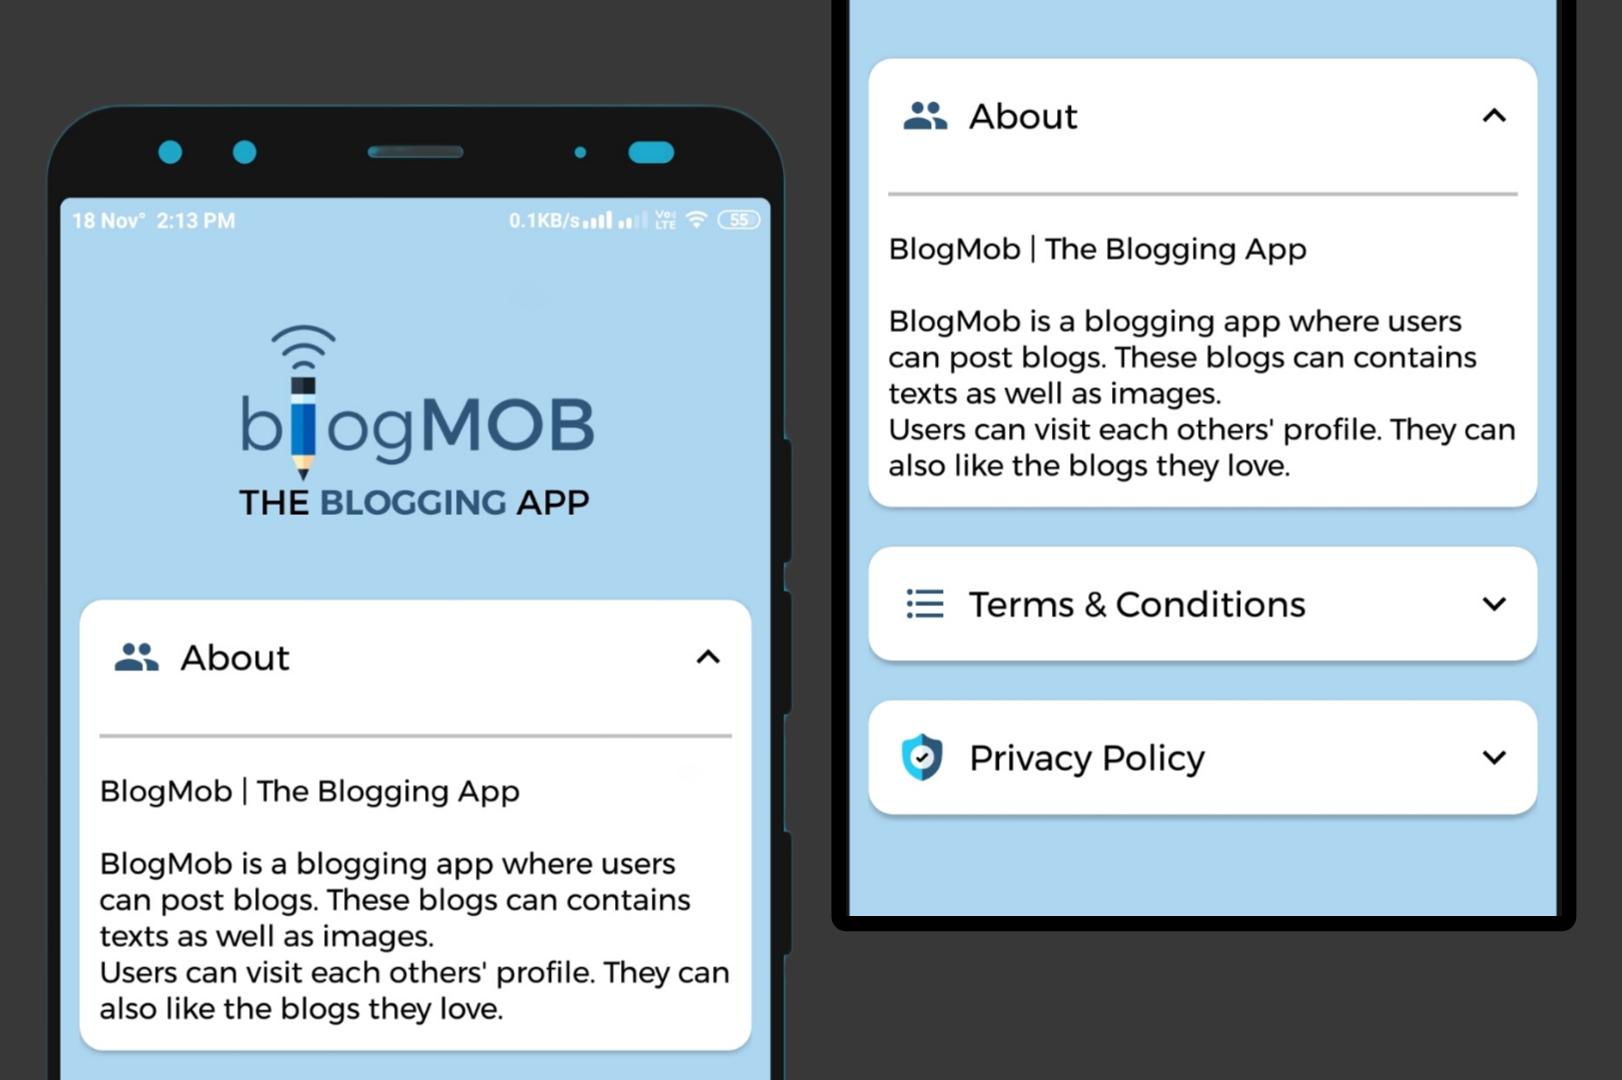 18 Nov° 2:13 PM 0.1KB/s Vo LTE 55
blogMOB
THE BLOGGING APP
About
BlogMob | The Blogging App
BlogMob is a blogging app where users
can post blogs. These blogs can contains
texts as well as images.
Users can visit each others' profile. They can
also like the blogs they love.
About
BlogMob | The Blogging App
BlogMob is a blogging app where users
can post blogs. These blogs can contains
texts as well as images.
Users can visit each others' profile. They can
also like the blogs they love.
Terms & Conditions
Privacy Policy